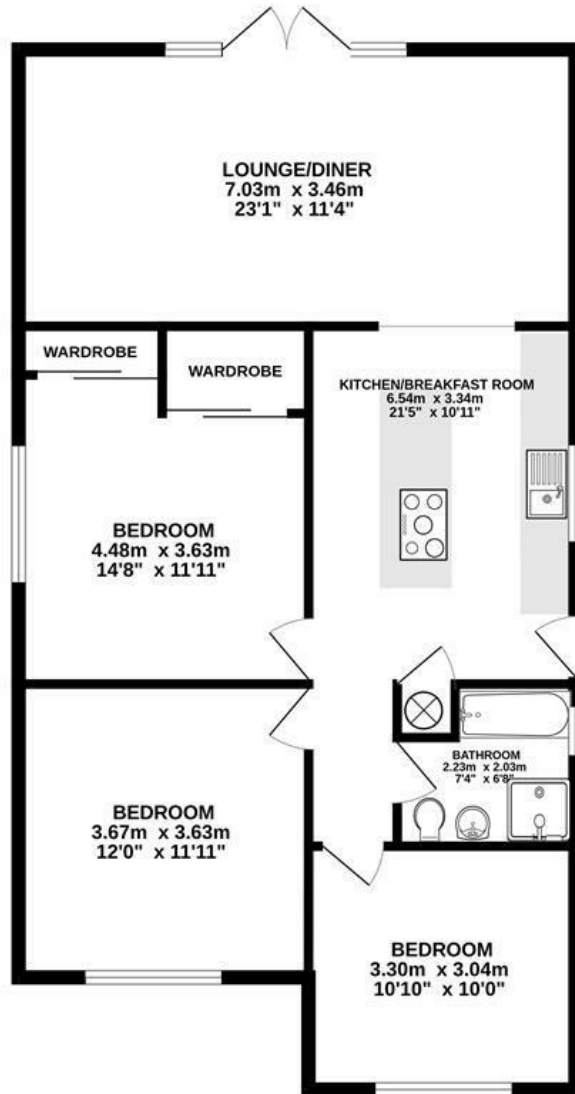 LOUNGE/DINER
7.03m x 3.46m
23'1" x 11'4"
WARDROBE
WARDROBE
KITCHEN/BREAKFAST ROOM
6.54m x 3.34m
21'5" x 10'11"
BEDROOM
4.48m x 3.63m
14'8" x 11'11"
BATHROOM
2.23m x 2.03m
7'4" x 6'8"
BEDROOM
3.67m x 3.63m
12'0" x 11'11"
BEDROOM
3.30m x 3.04m
10'10" x 10'0"